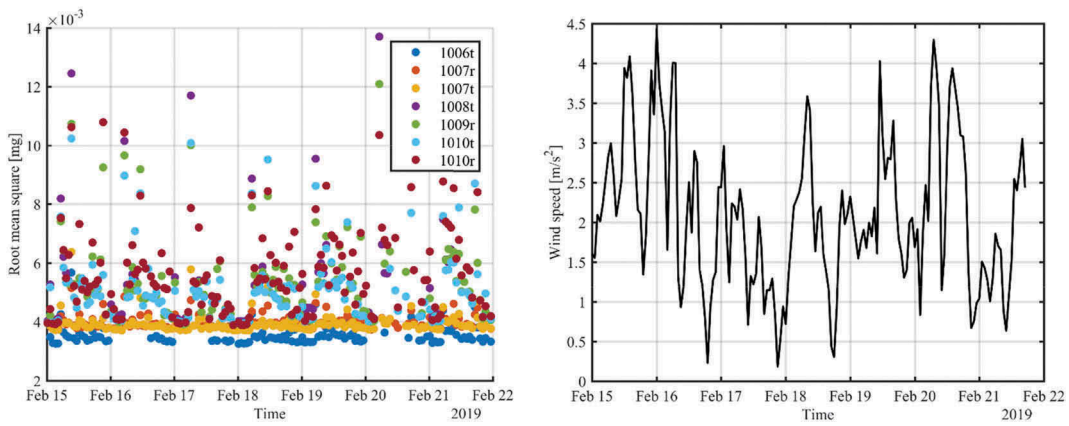 ×10⁻³
14
12
10
8
6
4
2
Root mean square [mg]
1006t
1007r
1007t
1008t
1009r
1010t
1010r
Feb 15 Feb 16 Feb 17 Feb 18 Feb 19 Feb 20 Feb 21 Feb 22
Time
2019
4.5
4
3.5
3
2.5
2
1.5
1
0.5
0
Wind speed [m/s²]
Feb 15 Feb 16 Feb 17 Feb 18 Feb 19 Feb 20 Feb 21 Feb 22
Time
2019